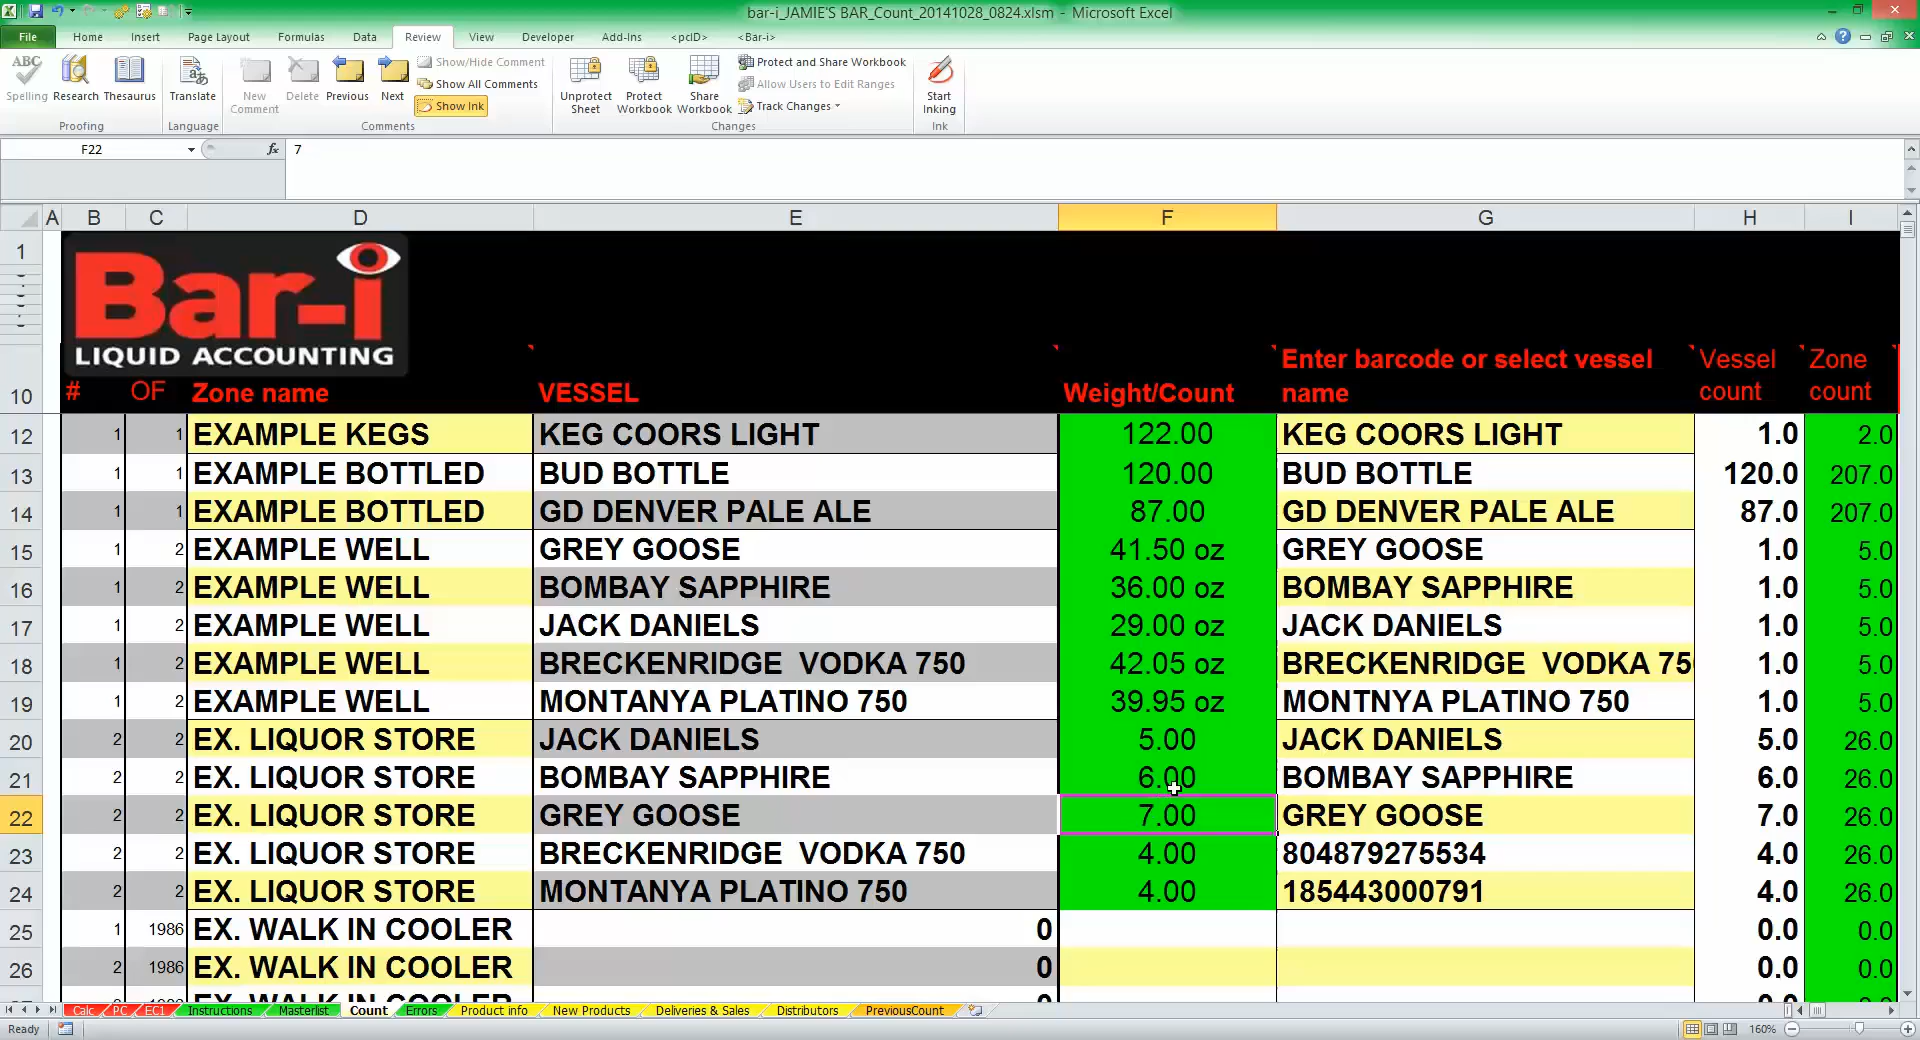 bar-i_JAMIE'S BAR_Count_20141028_0824.xlsm - Microsoft Excel
File Home Insert Page Layout Formulas Data Review View Developer Add-Ins <pcID> <Bar-i>
ABC Spelling Research Thesaurus Translate New Comment Delete Previous Next Show/Hide Comment Show All Comments Show Ink Unprotect Sheet Protect Workbook Share Workbook Protect and Share Workbook Allow Users to Edit Ranges Track Changes Start Inking
Proofing Language Comments Changes Ink
F22 fx 7
A B C D E F G H I
1
Bar-i
LIQUID ACCOUNTING
10 # OF Zone name VESSEL Weight/Count Enter barcode or select vessel name Vessel count Zone count
12 1 1 EXAMPLE KEGS KEG COORS LIGHT 122.00 KEG COORS LIGHT 1.0 2.0
13 1 1 EXAMPLE BOTTLED BUD BOTTLE 120.00 BUD BOTTLE 120.0 207.0
14 1 1 EXAMPLE BOTTLED GD DENVER PALE ALE 87.00 GD DENVER PALE ALE 87.0 207.0
15 1 2 EXAMPLE WELL GREY GOOSE 41.50 oz GREY GOOSE 1.0 5.0
16 1 2 EXAMPLE WELL BOMBAY SAPPHIRE 36.00 oz BOMBAY SAPPHIRE 1.0 5.0
17 1 2 EXAMPLE WELL JACK DANIELS 29.00 oz JACK DANIELS 1.0 5.0
18 1 2 EXAMPLE WELL BRECKENRIDGE VODKA 750 42.05 oz BRECKENRIDGE VODKA 75 1.0 5.0
19 1 2 EXAMPLE WELL MONTANYA PLATINO 750 39.95 oz MONTNYA PLATINO 750 1.0 5.0
20 2 2 EX. LIQUOR STORE JACK DANIELS 5.00 JACK DANIELS 5.0 26.0
21 2 2 EX. LIQUOR STORE BOMBAY SAPPHIRE 6.00 BOMBAY SAPPHIRE 6.0 26.0
22 2 2 EX. LIQUOR STORE GREY GOOSE 7.00 GREY GOOSE 7.0 26.0
23 2 2 EX. LIQUOR STORE BRECKENRIDGE VODKA 750 4.00 804879275534 4.0 26.0
24 2 2 EX. LIQUOR STORE MONTANYA PLATINO 750 4.00 185443000791 4.0 26.0
25 1 1986 EX. WALK IN COOLER 0 0.0 0.0
26 2 1986 EX. WALK IN COOLER 0 0.0 0.0
Calc PC EC1 Instructions Masterlist Count Errors Product info New Products Deliveries & Sales Distributors PreviousCount
Ready 160%